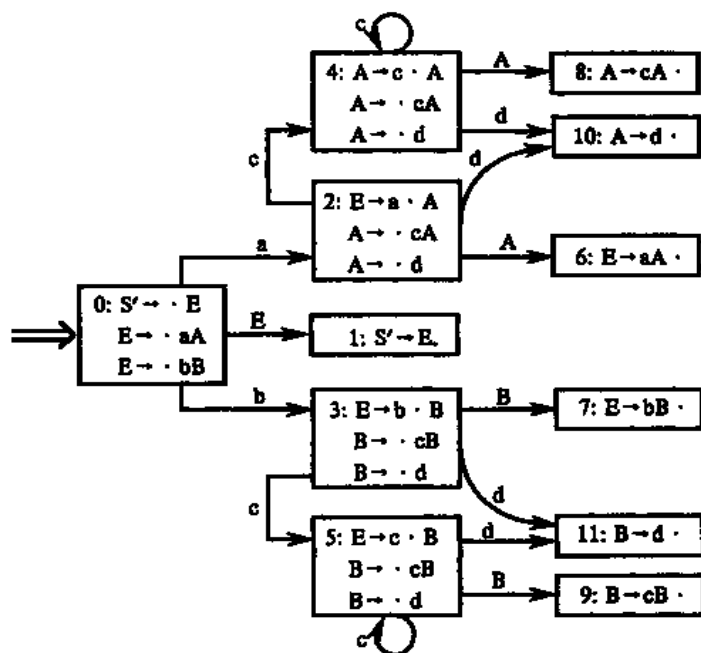 c
4: A→c · A
A→ · cA
A→ · d
A
8: A→cA ·
d
10: A→d ·
c
d
2: E→a · A
A→ · cA
A→ · d
A
6: E→aA ·
a
0: S′→ · E
E→ · aA
E→ · bB
E
1: S′→E.
b
3: E→b · B
B→ · cB
B→ · d
B
7: E→bB ·
d
c
5: E→c · B
B→ · cB
B→ · d
d
11: B→d ·
B
9: B→cB ·
c